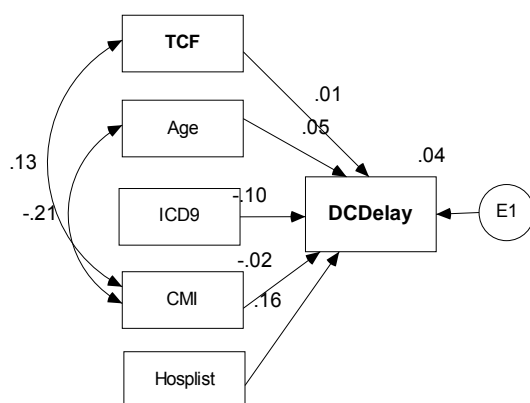 TCF
.01
Age
.05
.04
.13
ICD9
-.10
DCDelay
E1
-.21
-.02
CMI
.16
Hosplist